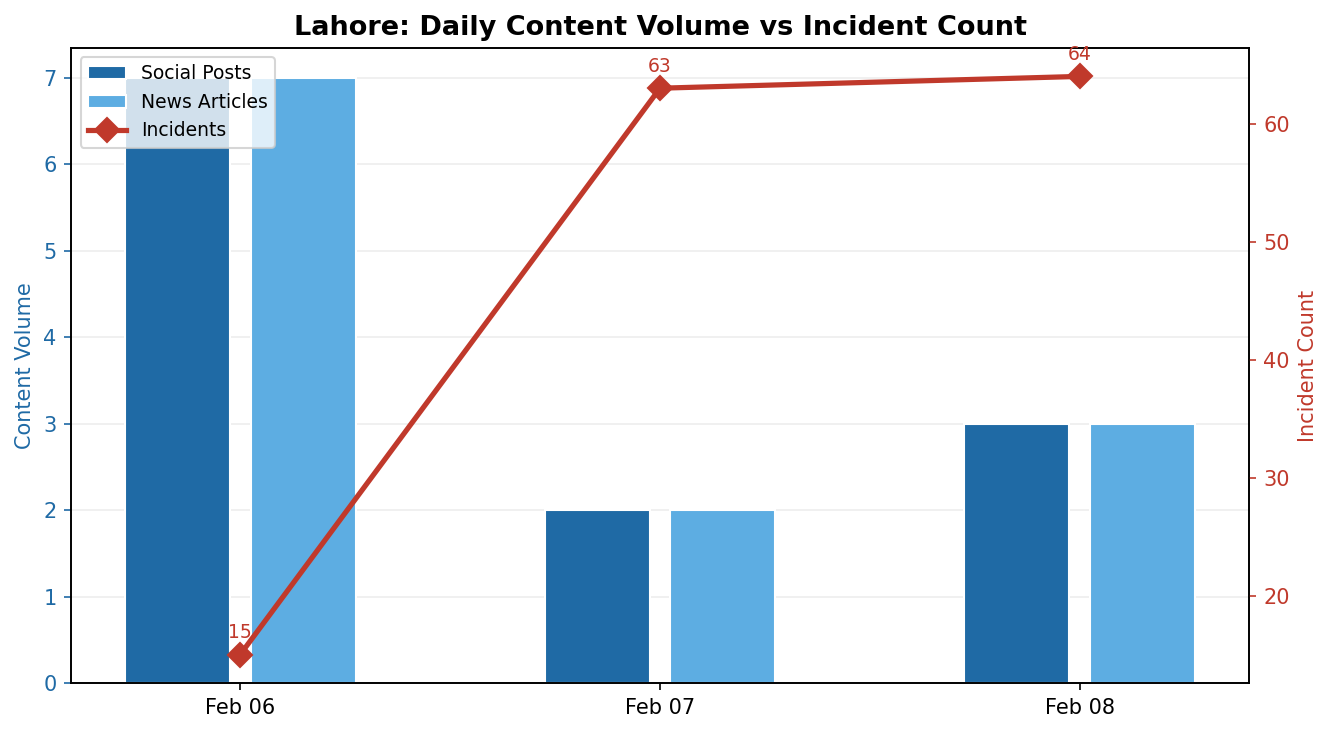 Lahore: Daily Content Volume vs Incident Count
Social Posts
News Articles
Incidents
Content Volume
7
6
5
4
3
2
1
0
15
63
64
60
50
40
30
20
Incident Count
Feb 06
Feb 07
Feb 08